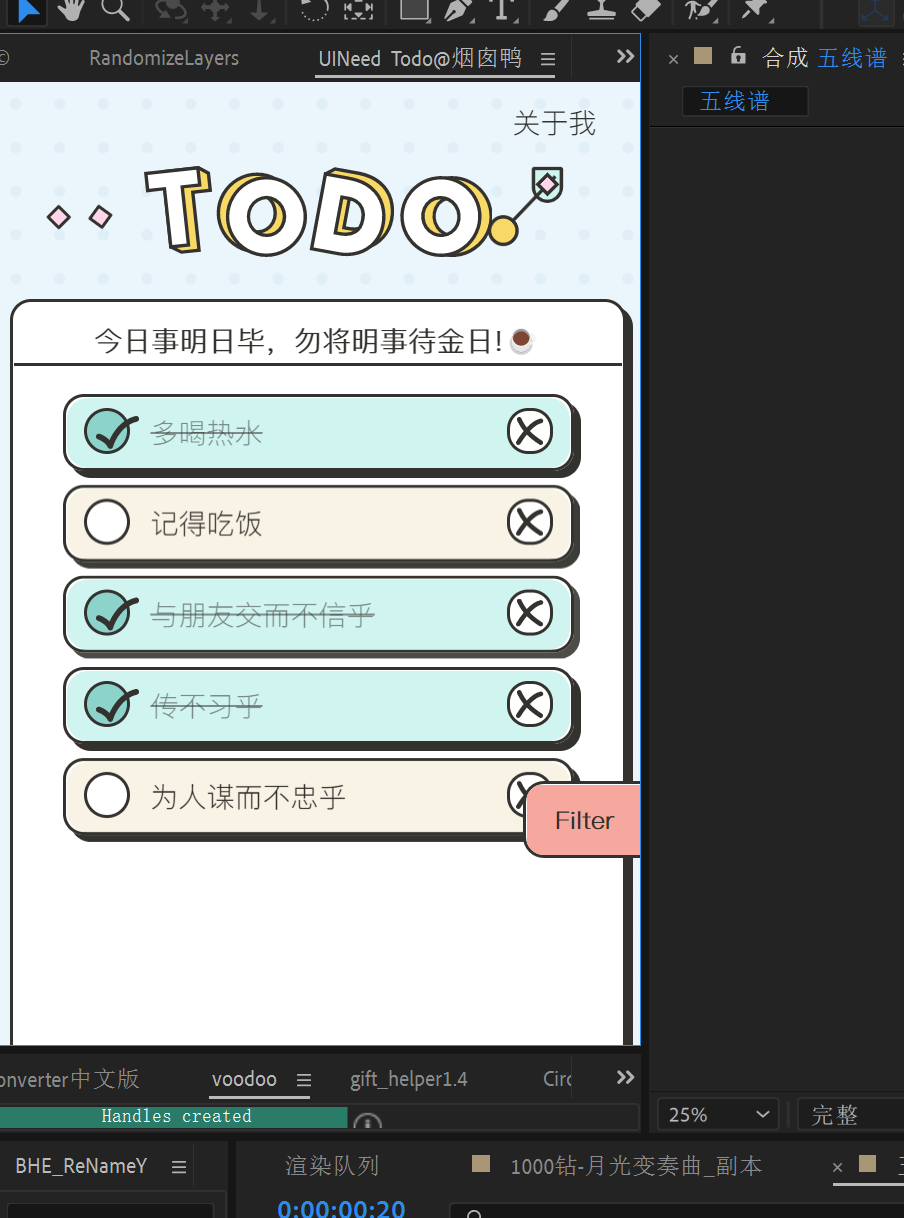 RandomizeLayers
UINeed Todo@烟囱鸭
合成 五线谱
五线谱
关于我
TODO
今日事明日毕，勿将明事待金日!
多喝热水
记得吃饭
与朋友交而不信乎
传不习乎
为人谋而不忠乎
Filter
onverter中文版
voodoo
gift_helper1.4
Circ
Handles created
25%
完整
BHE_ReNameY
渲染队列
1000钻-月光变奏曲_副本
0:00:00:20